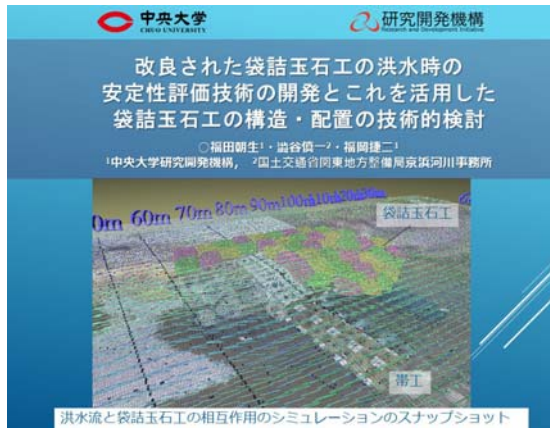 中央大学
CHUO UNIVERSITY
研究開発機構
Research and Development Initiative
改良された袋詰玉石工の洪水時の
安定性評価技術の開発とこれを活用した
袋詰玉石工の構造・配置の技術的検討
○福田朝生¹・澁谷慎一²・福岡捷二¹
¹中央大学研究開発機構, ²国土交通省関東地方整備局京浜河川事務所
60m 70m 80m 90m
袋詰玉石工
帯工
洪水流と袋詰玉石工の相互作用のシミュレーションのスナップショット